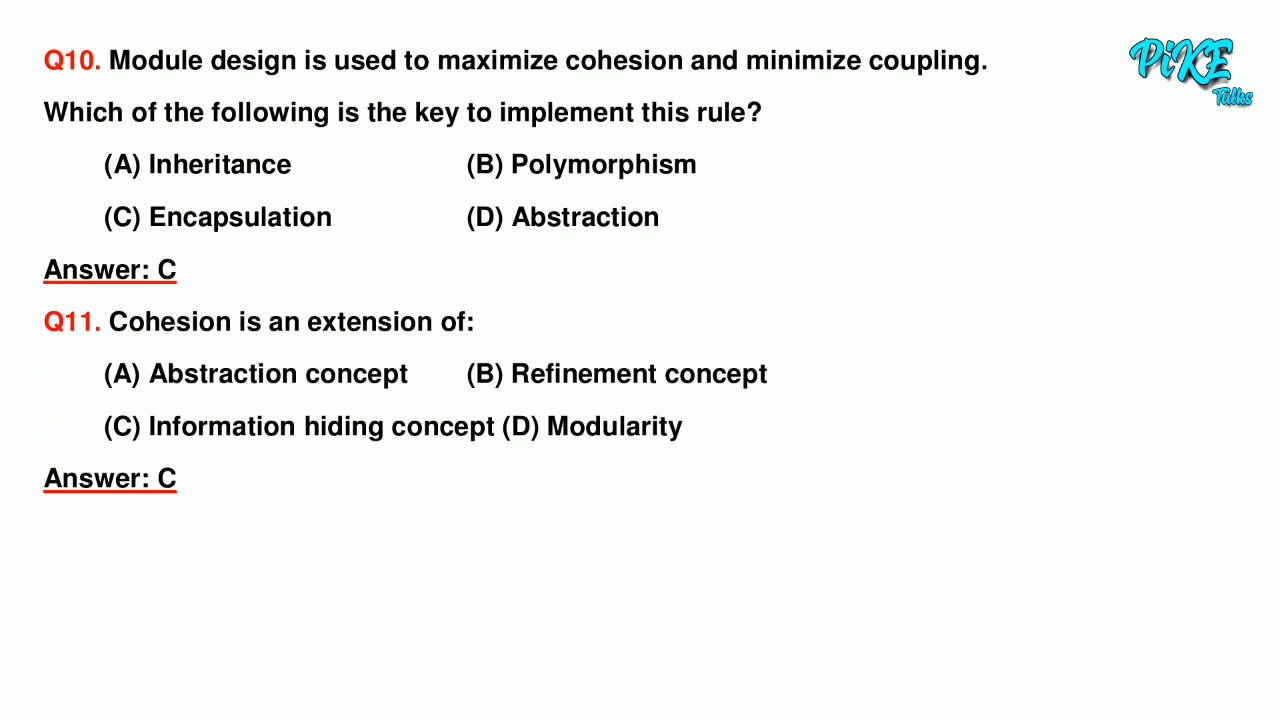 Q10. Module design is used to maximize cohesion and minimize coupling.
PiKE
Talks
Which of the following is the key to implement this rule?
(A) Inheritance (B) Polymorphism
(C) Encapsulation (D) Abstraction
Answer: C
Q11. Cohesion is an extension of:
(A) Abstraction concept (B) Refinement concept
(C) Information hiding concept (D) Modularity
Answer: C